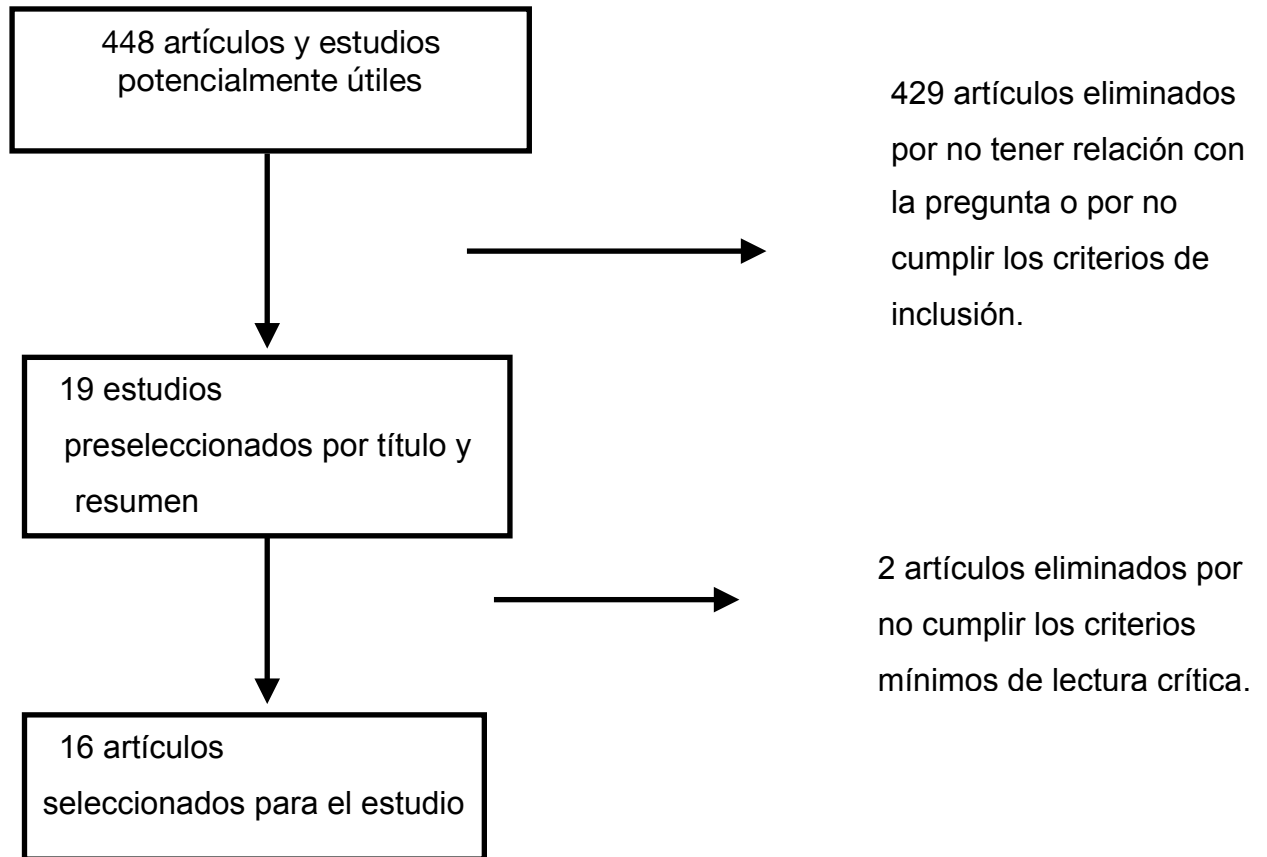 448 artículos y estudios
potencialmente útiles
429 artículos eliminados
por no tener relación con
la pregunta o por no
cumplir los criterios de
inclusión.
19 estudios
preseleccionados por título y
resumen
2 artículos eliminados por
no cumplir los criterios
mínimos de lectura crítica.
16 artículos
seleccionados para el estudio